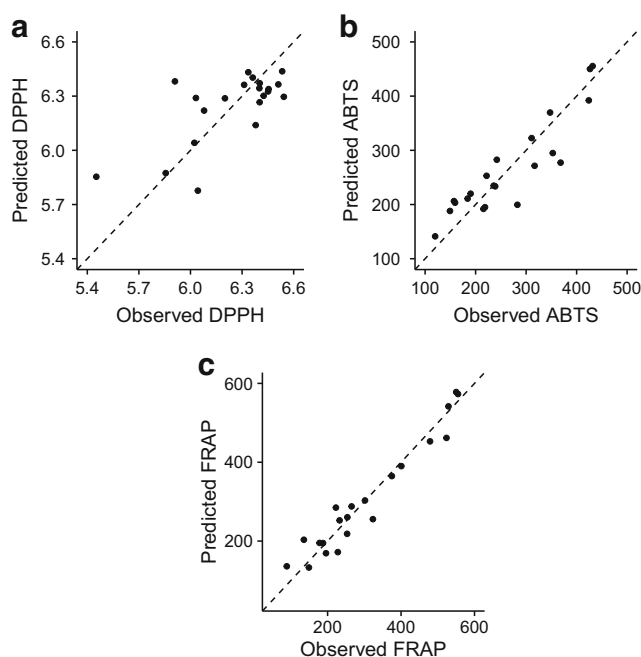 a
6.6
6.3
6.0
5.7
5.4
Predicted DPPH
5.4 5.7 6.0 6.3 6.6
Observed DPPH
b
500
400
300
200
100
Predicted ABTS
100 200 300 400 500
Observed ABTS
c
600
400
200
Predicted FRAP
200 400 600
Observed FRAP